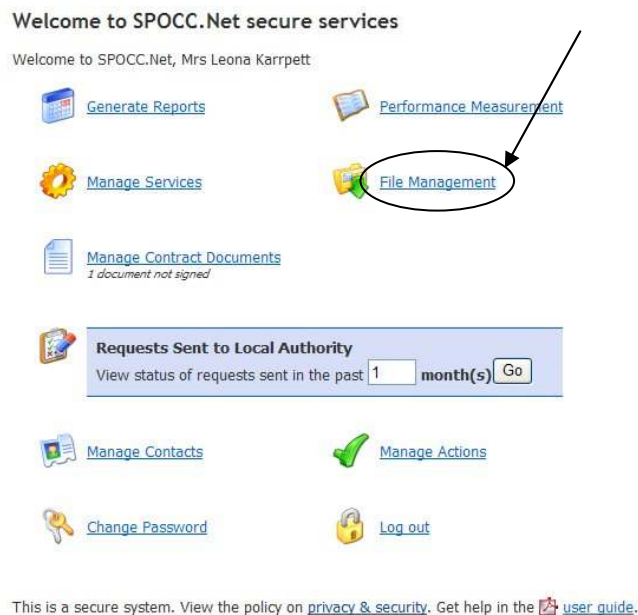 Welcome to SPOCC.Net secure services
Welcome to SPOCC.Net, Mrs Leona Karrpett
Generate Reports
Performance Measurement
Manage Services
File Management
Manage Contract Documents
1 document not signed
Requests Sent to Local Authority
View status of requests sent in the past 1 month(s) Go
Manage Contacts
Manage Actions
Change Password
Log out
This is a secure system. View the policy on privacy & security. Get help in the user guide.